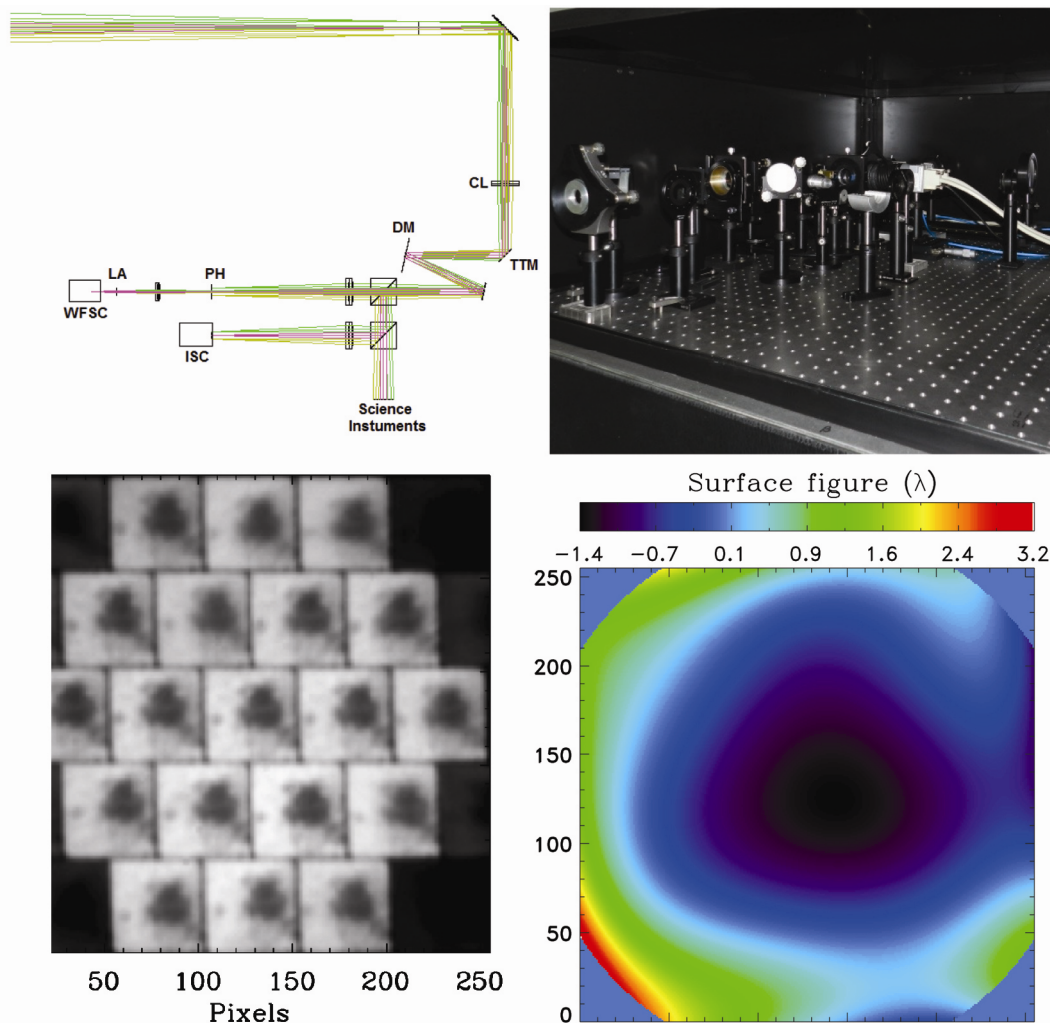 CL
DM
TTM
LA
PH
WFSC
ISC
Science
Instuments
Surface figure (λ)
−1.4 −0.7 0.1 0.9 1.6 2.4 3.2
250
200
150
100
50
0
50 100 150 200 250
Pixels